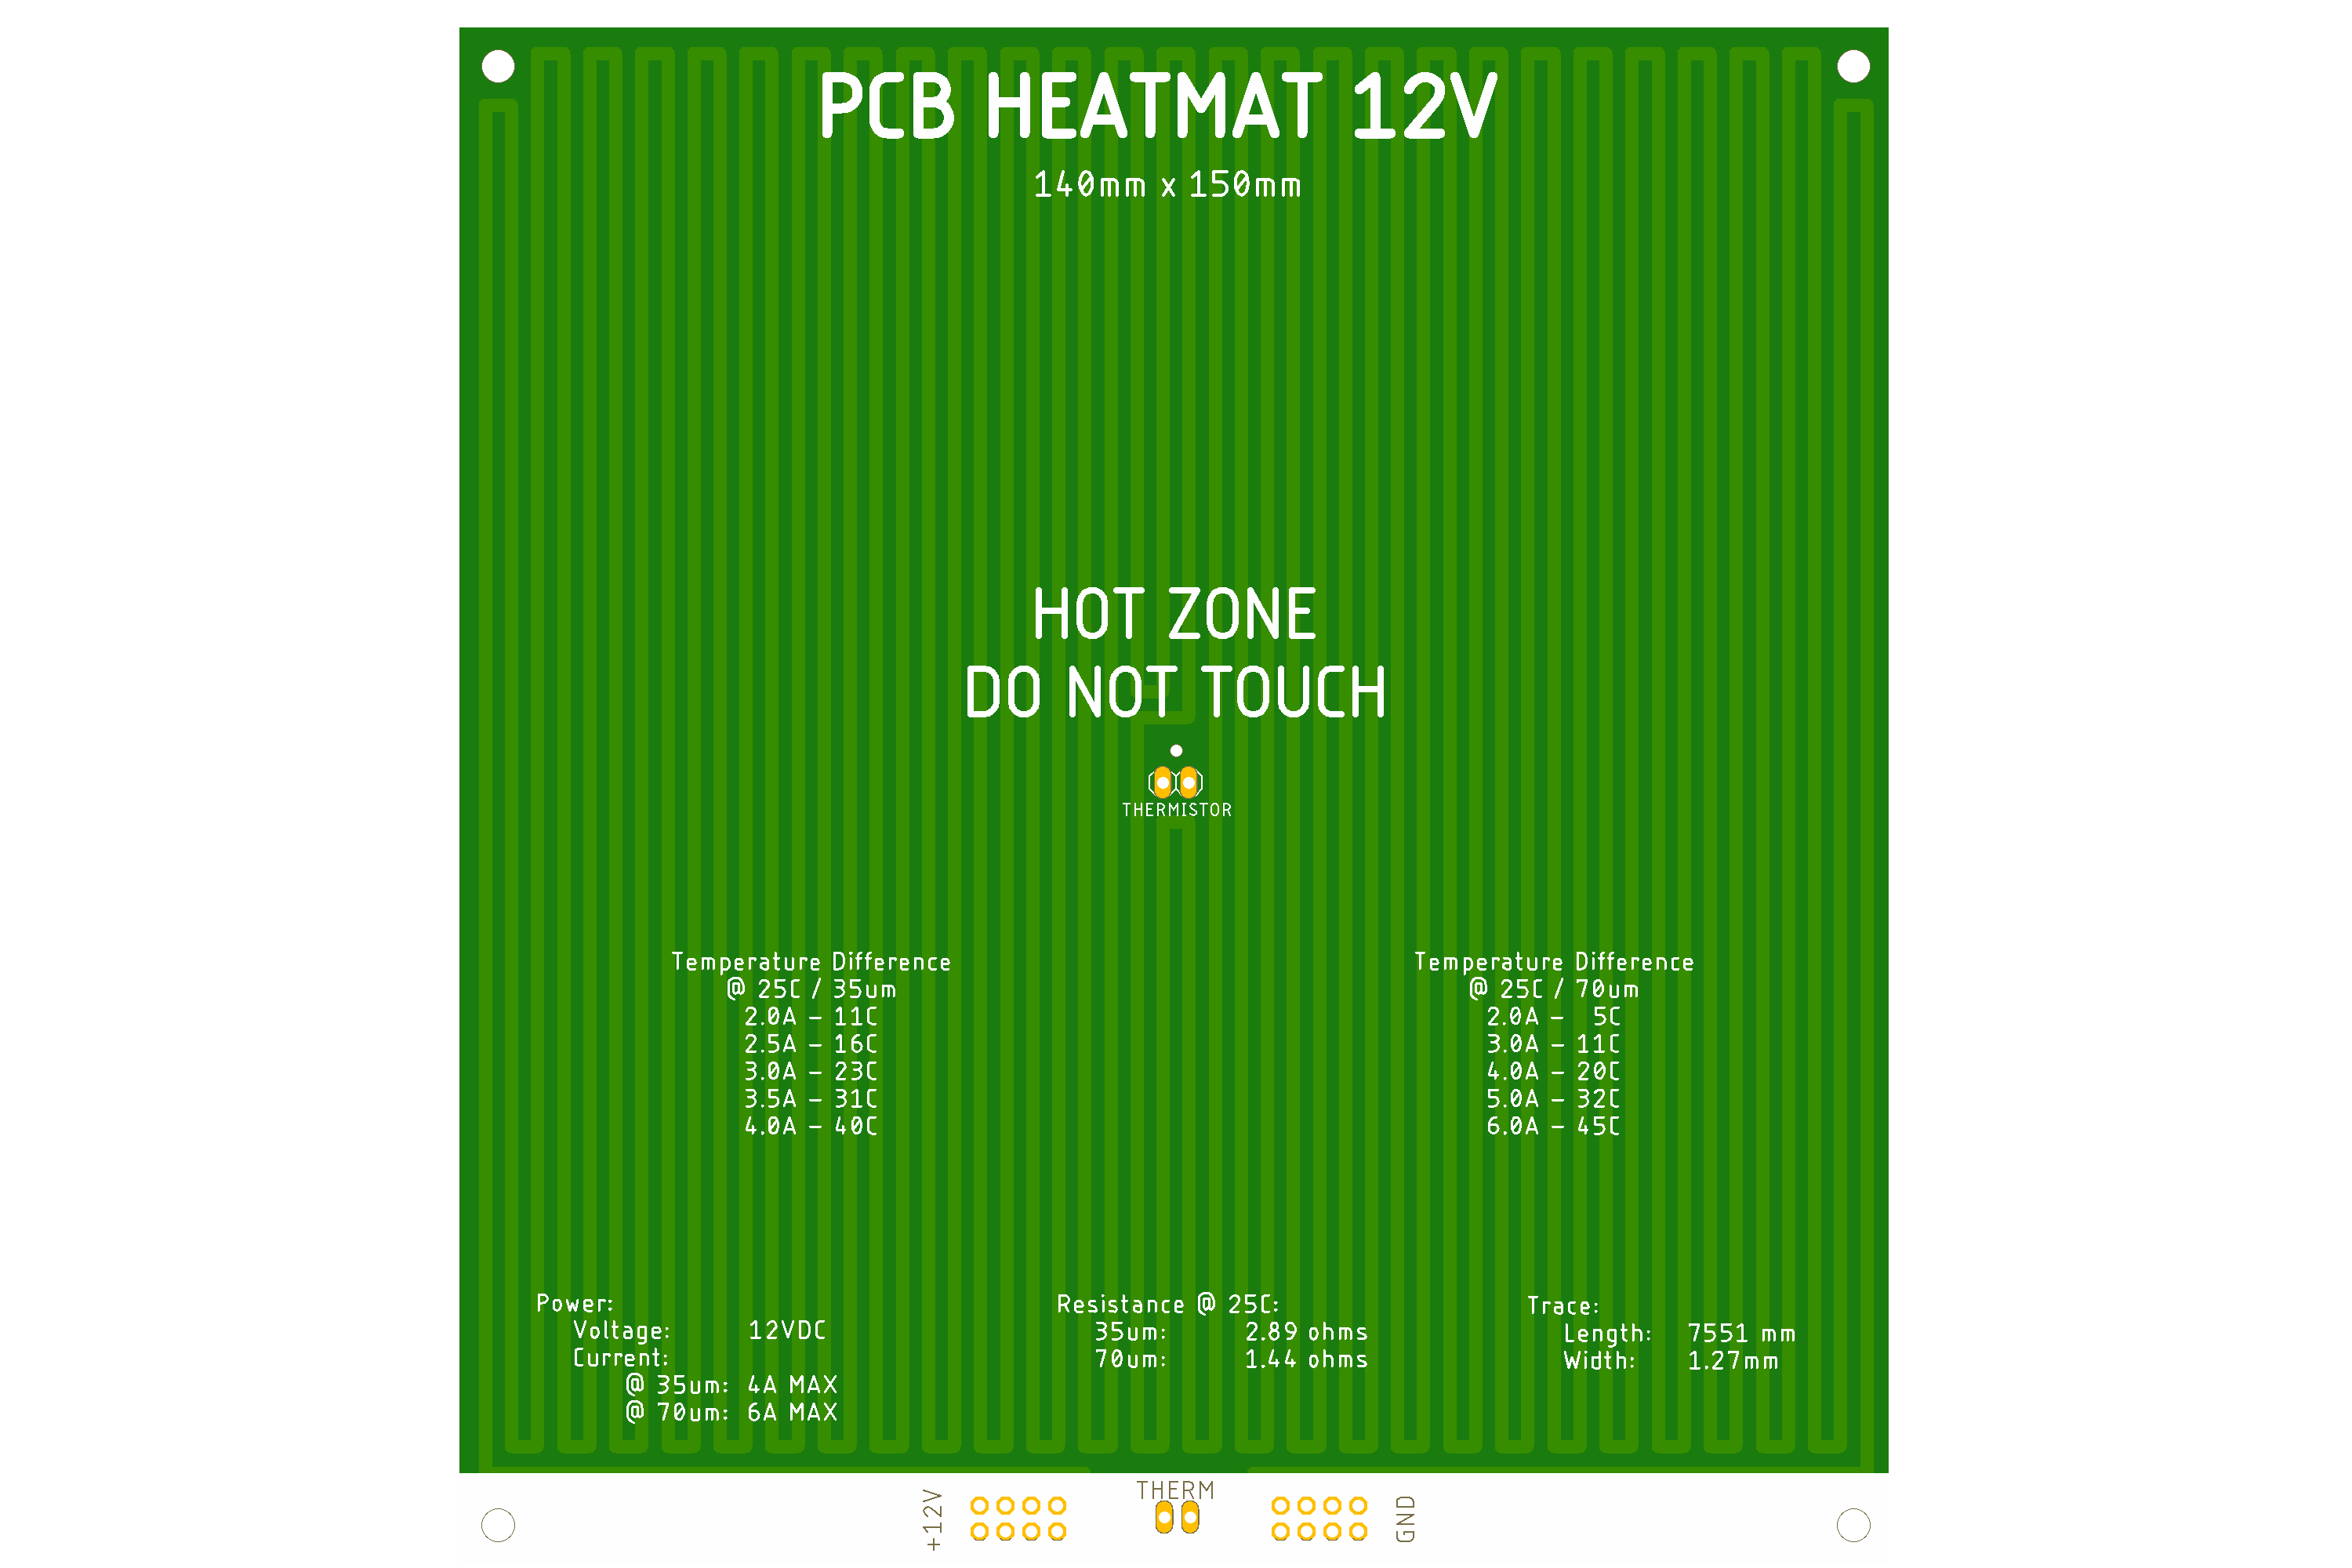 PCB HEATMAT 12V
140mm x 150mm
HOT ZONE
DO NOT TOUCH
THERMISTOR
Temperature Difference
@ 25C / 35um
2.0A - 11C
2.5A - 16C
3.0A - 23C
3.5A - 31C
4.0A - 40C
Temperature Difference
@ 25C / 70um
2.0A - 5C
3.0A - 11C
4.0A - 20C
5.0A - 32C
6.0A - 45C
Power:
Voltage: 12VDC
Current:
@ 35um: 4A MAX
@ 70um: 6A MAX
Resistance @ 25C:
35um: 2.89 ohms
70um: 1.44 ohms
Trace:
Length: 7551 mm
Width: 1.27mm
+12V
THERM
GND